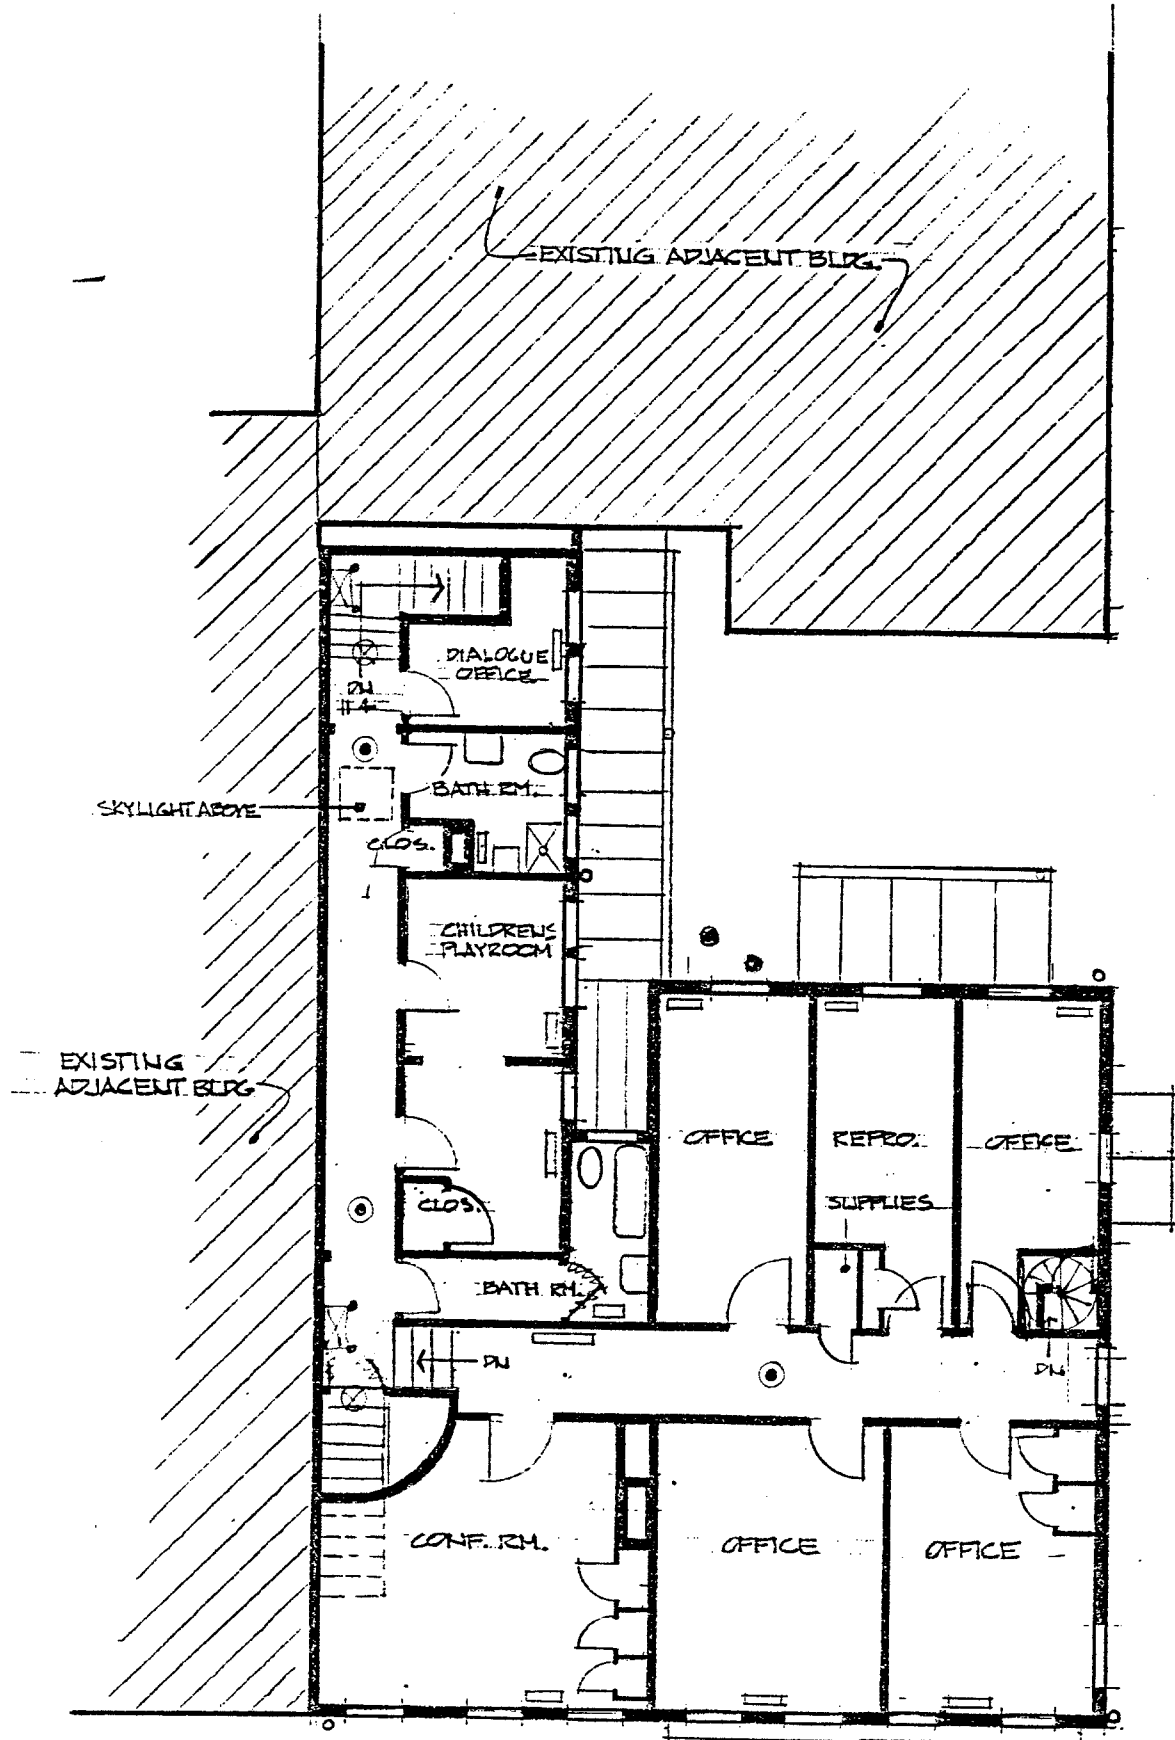 EXISTING ADJACENT BLDG.
DIALOGUE
OFFICE
DN
BATH RM.
SKYLIGHT ABOVE
CLOS.
CHILDRENS
PLAYROOM
EXISTING
ADJACENT BLDG
OFFICE
REPRO.
OFFICE
SUPPLIES
CLOS.
BATH RM.
DN
DN
CONF. RM.
OFFICE
OFFICE